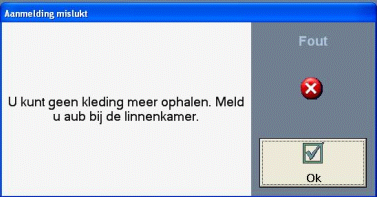 Aanmelding mislukt
Fout
U kunt geen kleding meer ophalen. Meld
u aub bij de linnenkamer.
Ok